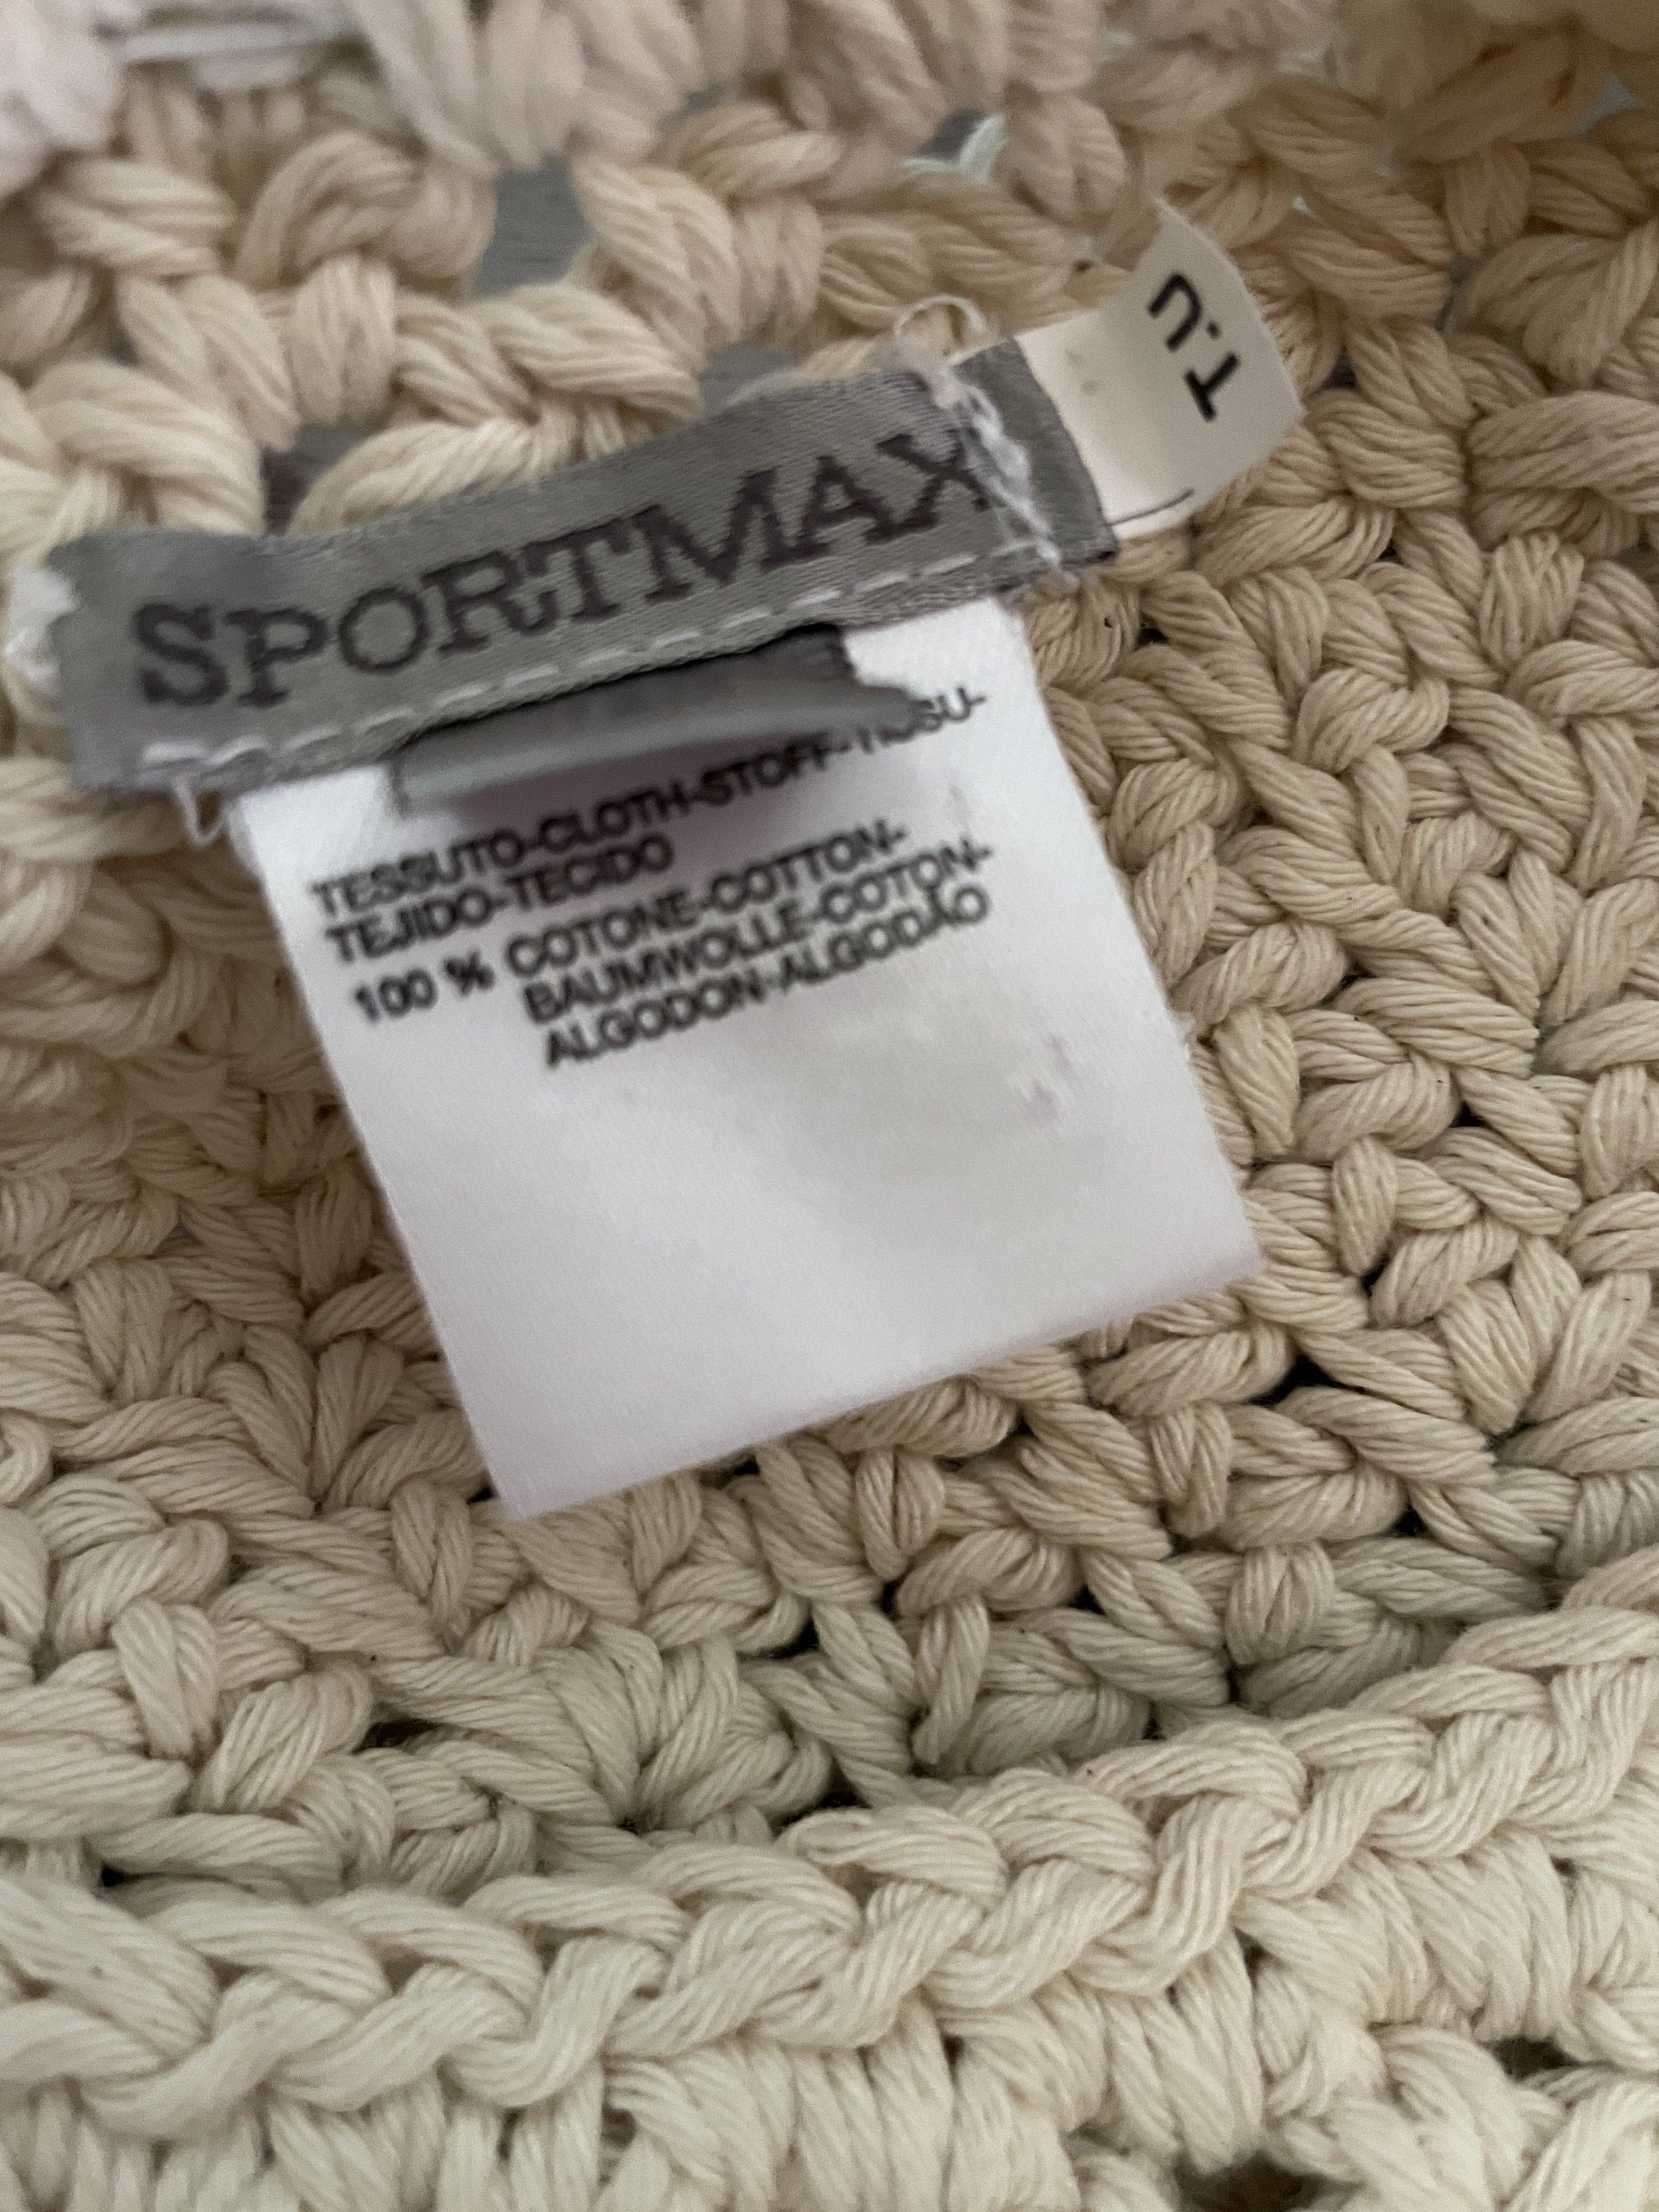 SPORTMAX
T.U
TESSUTO-CLOTH-STOFF-TISSU-
TEJIDO-TECIDO
100 % COTONE-COTTON-
BAUMWOLLE-COTON-
ALGODON-ALGODÃO